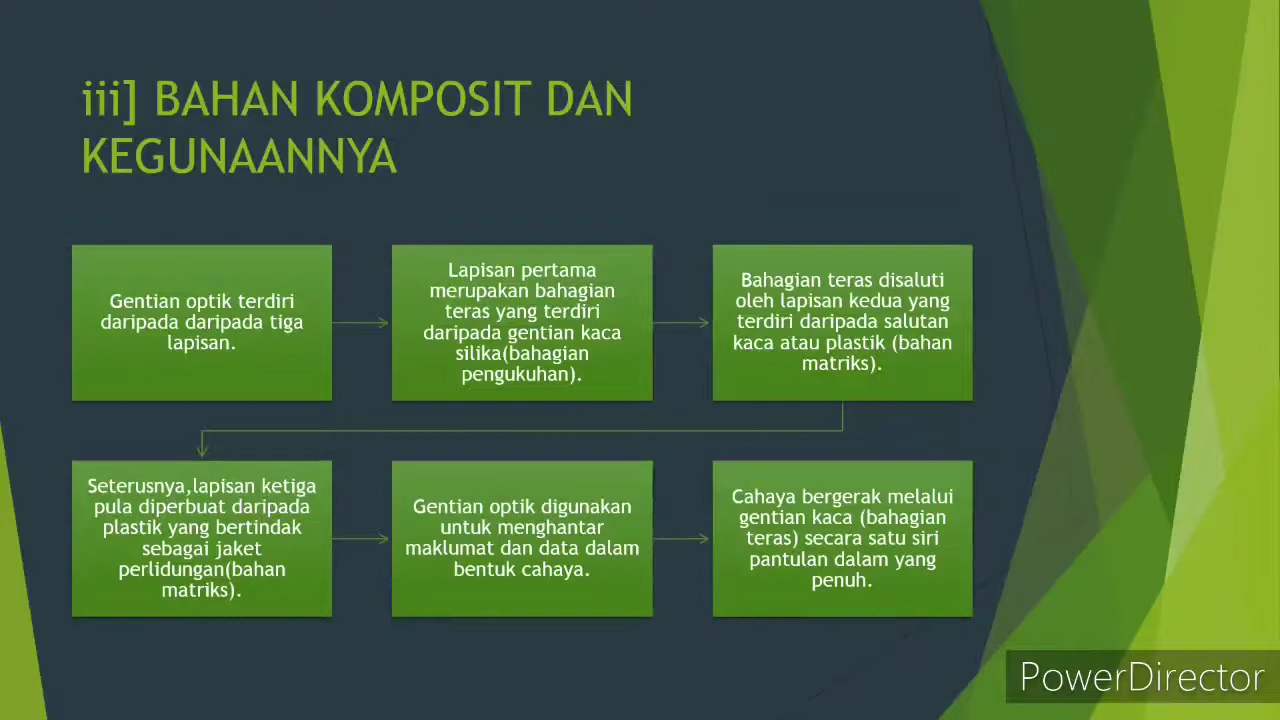 iii] BAHAN KOMPOSIT DAN
KEGUNAANNYA
Gentian optik terdiri
daripada daripada tiga
lapisan.
Lapisan pertama
merupakan bahagian
teras yang terdiri
daripada gentian kaca
silika(bahagian
pengukuhan).
Bahagian teras disaluti
oleh lapisan kedua yang
terdiri daripada salutan
kaca atau plastik (bahan
matriks).
Seterusnya,lapisan ketiga
pula diperbuat daripada
plastik yang bertindak
sebagai jaket
perlidungan(bahan
matriks).
Gentian optik digunakan
untuk menghantar
maklumat dan data dalam
bentuk cahaya.
Cahaya bergerak melalui
gentian kaca (bahagian
teras) secara satu siri
pantulan dalam yang
penuh.
PowerDirector